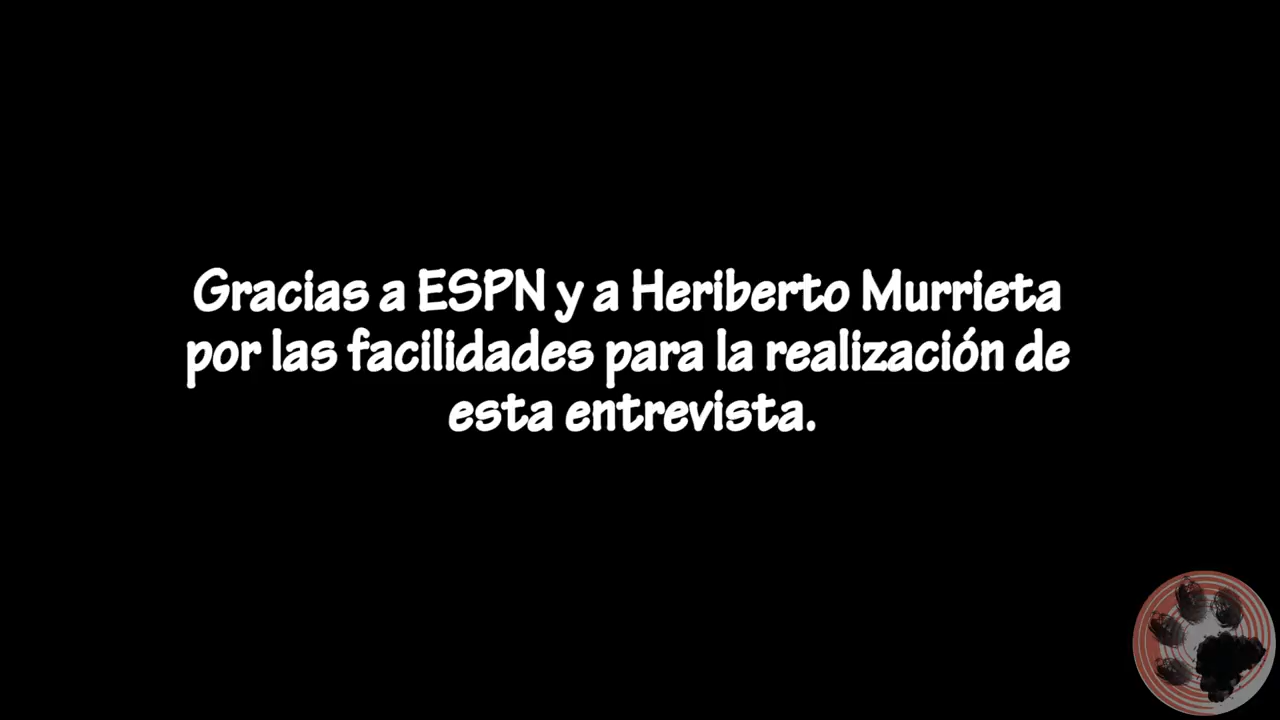 Gracias a ESPN y a Heriberto Murrieta
por las facilidades para la realización de
esta entrevista.